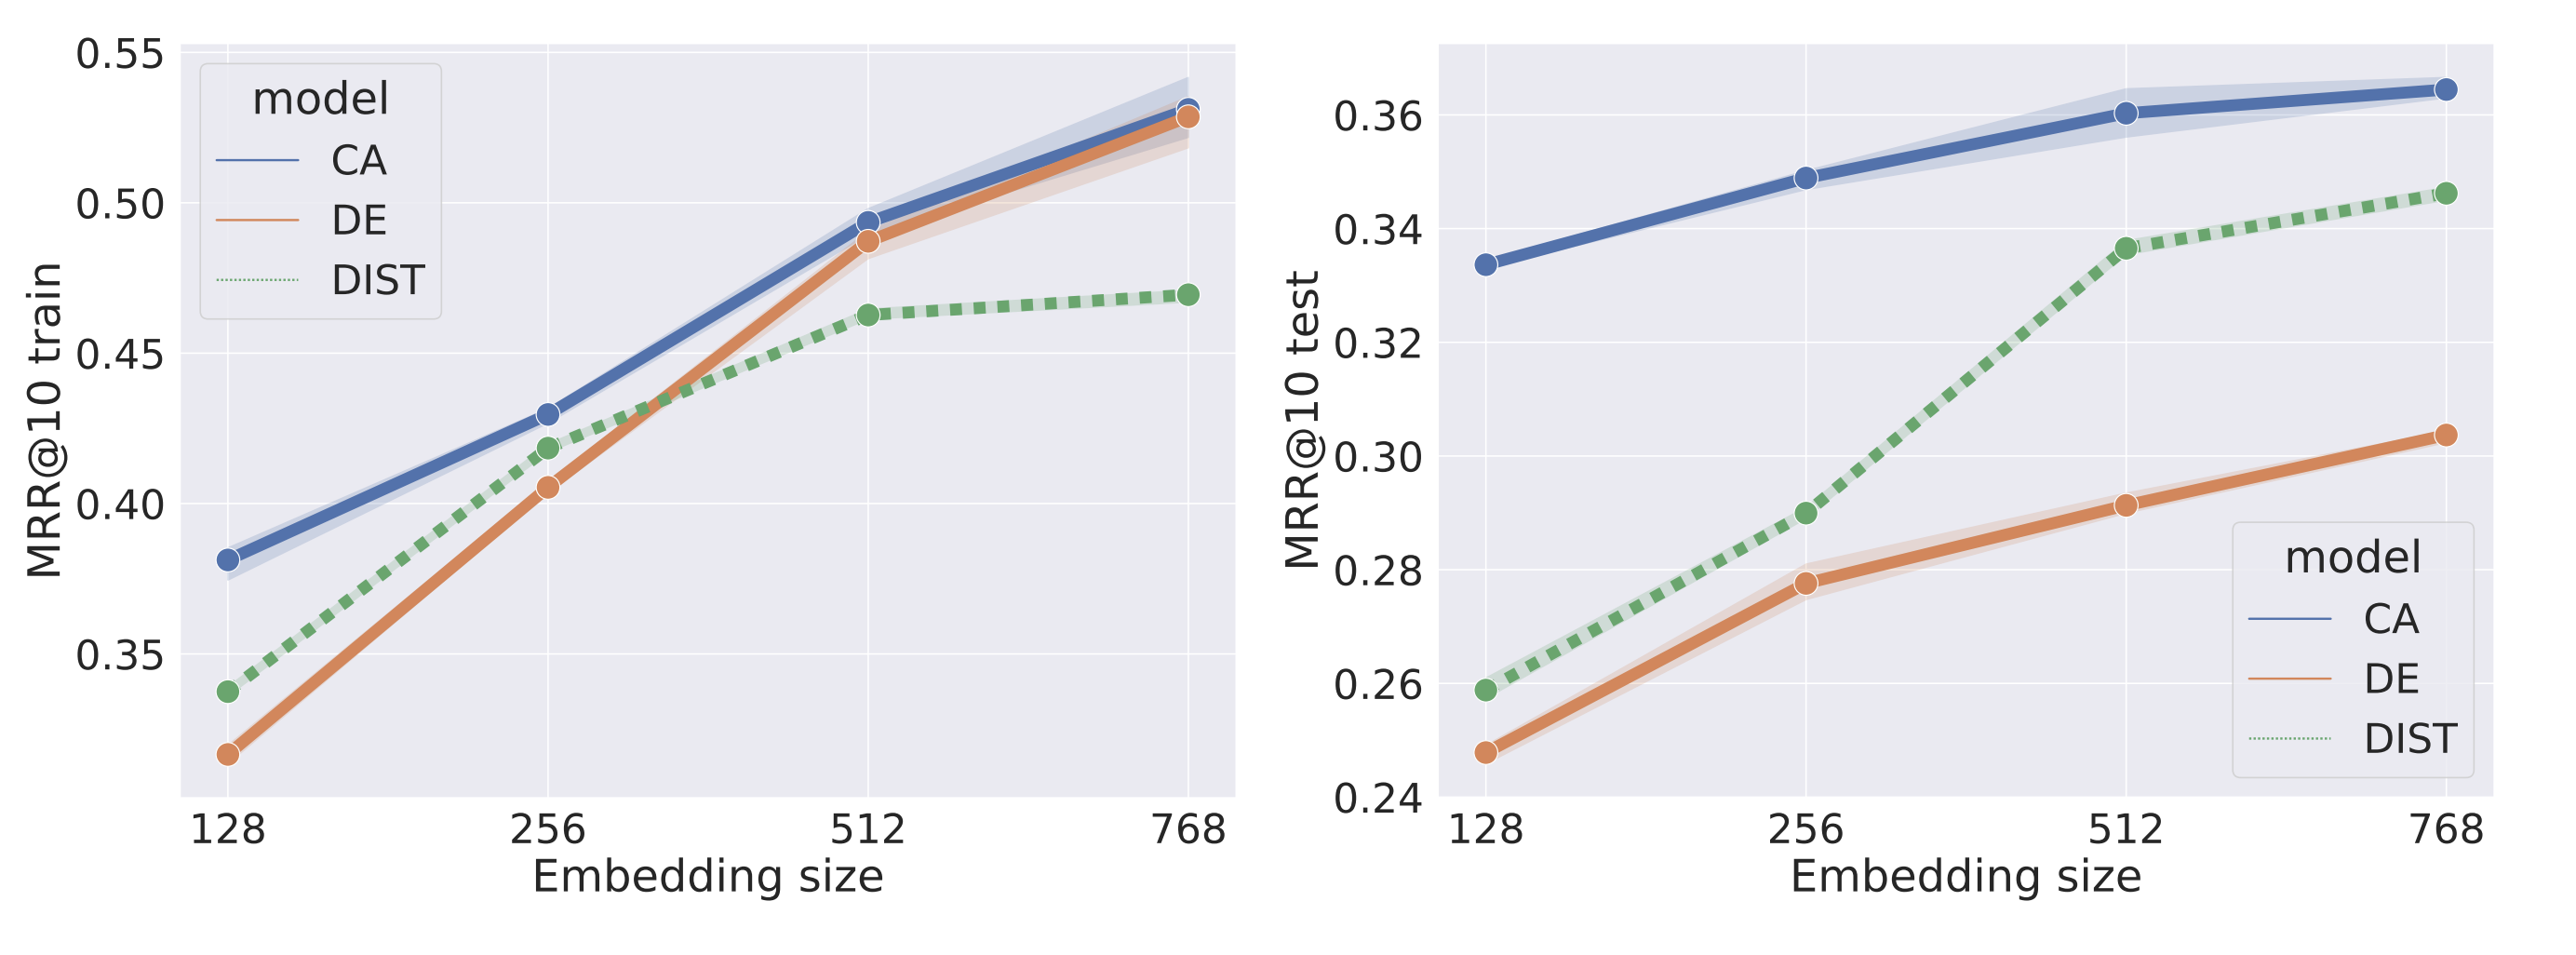 MRR@10 train
0.55
0.50
0.45
0.40
0.35
model
CA
DE
DIST
128 256 512 768
Embedding size
MRR@10 test
0.36
0.34
0.32
0.30
0.28
0.26
0.24
model
CA
DE
DIST
128 256 512 768
Embedding size